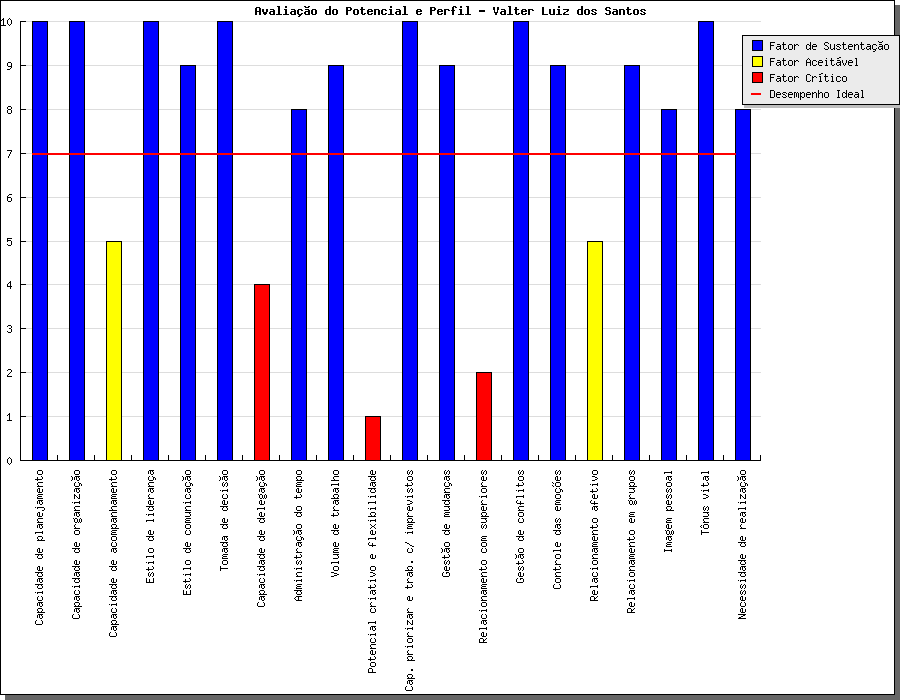 Avaliação do Potencial e Perfil - Valter Luiz dos Santos
Fator de Sustentação
Fator Aceitável
Fator Crítico
Desempenho Ideal
10
9
8
7
6
5
4
3
2
1
0
Capacidade de planejamento
Capacidade de organização
Capacidade de acompanhamento
Estilo de liderança
Estilo de comunicação
Tomada de decisão
Capacidade de delegação
Administração do tempo
Volume de trabalho
Potencial criativo e flexibilidade
Cap. priorizar e trab. c/ imprevistos
Gestão de mudanças
Relacionamento com superiores
Gestão de conflitos
Controle das emoções
Relacionamento afetivo
Relacionamento em grupos
Imagem pessoal
Tônus vital
Necessidade de realização